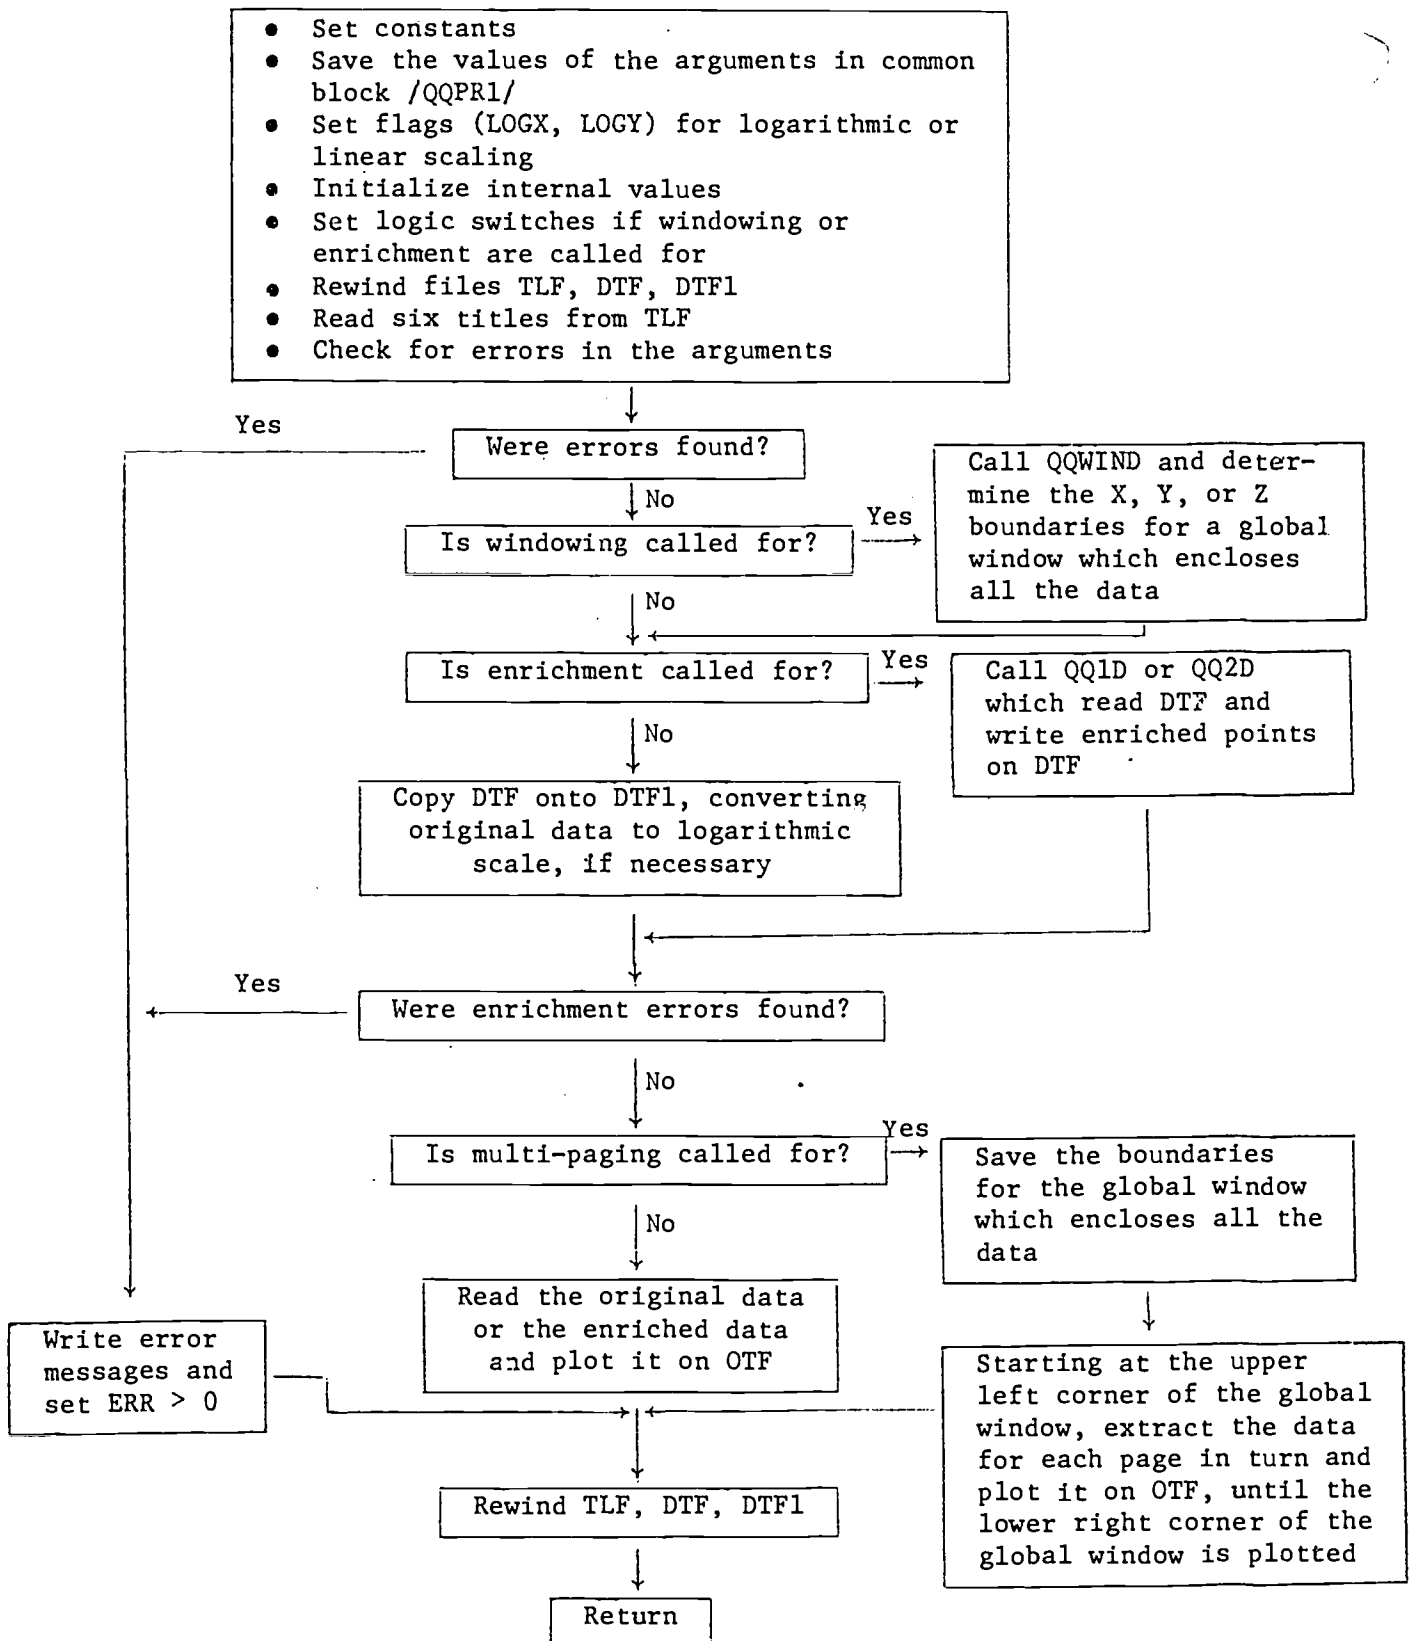 • Set constants
• Save the values of the arguments in common
block /QQPR1/
• Set flags (LOGX, LOGY) for logarithmic or
linear scaling
• Initialize internal values
• Set logic switches if windowing or
enrichment are called for
• Rewind files TLF, DTF, DTF1
• Read six titles from TLF
• Check for errors in the arguments
Yes
Were errors found?
No
Is windowing called for?
Yes
Call QQWIND and deter-
mine the X, Y, or Z
boundaries for a global
window which encloses
all the data
No
Is enrichment called for?
Yes
Call QQ1D or QQ2D
which read DTF and
write enriched points
on DTF
No
Copy DTF onto DTF1, converting
original data to logarithmic
scale, if necessary
Yes
Were enrichment errors found?
No
Is multi-paging called for?
Yes
Save the boundaries
for the global window
which encloses all the
data
No
Read the original data
or the enriched data
and plot it on OTF
Write error
messages and
set ERR > 0
Starting at the upper
left corner of the global
window, extract the data
for each page in turn and
plot it on OTF, until the
lower right corner of the
global window is plotted
Rewind TLF, DTF, DTF1
Return